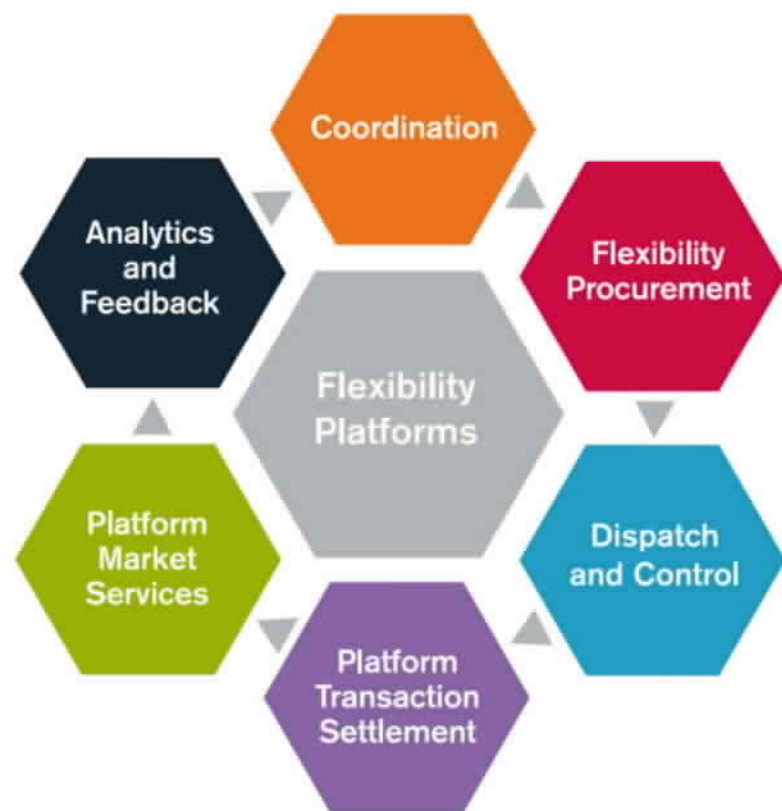 Coordination
Flexibility
Procurement
Dispatch
and Control
Platform
Transaction
Settlement
Platform
Market
Services
Analytics
and
Feedback
Flexibility
Platforms